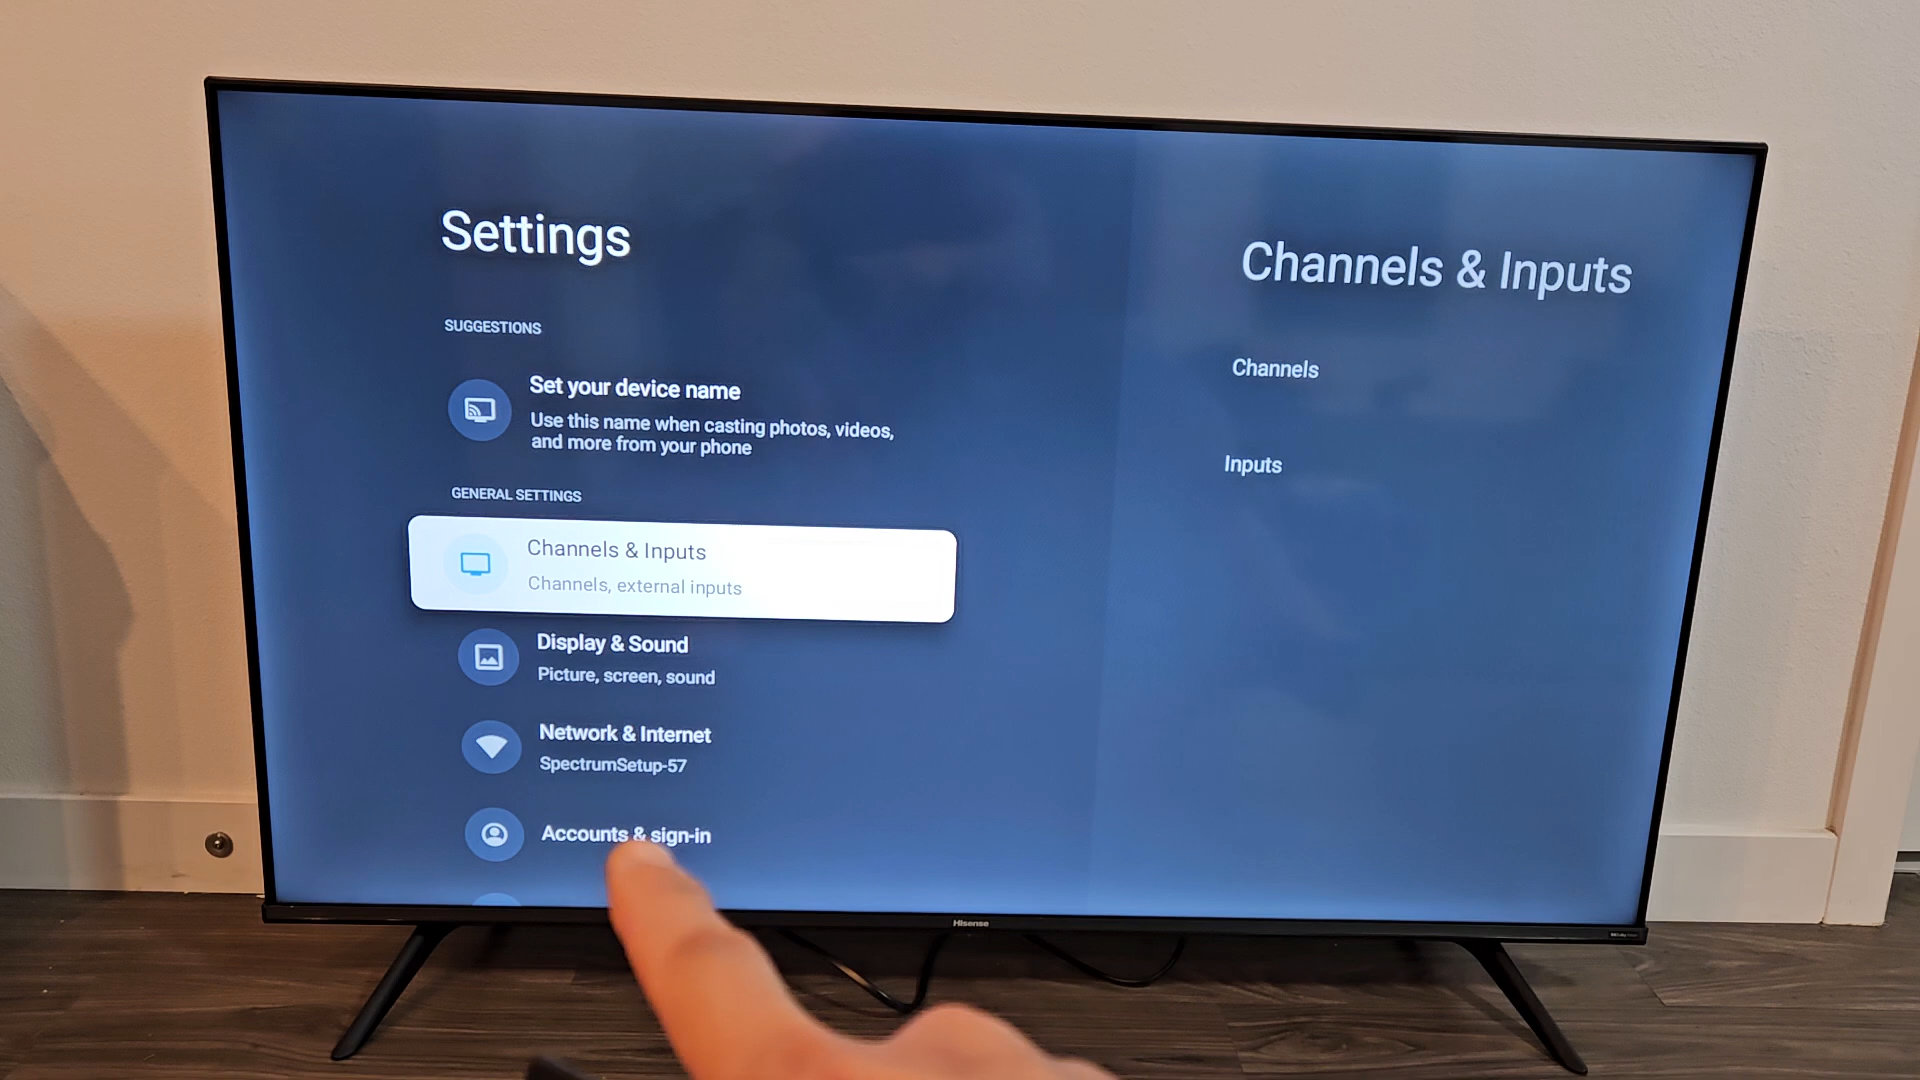 Settings
SUGGESTIONS
Set your device name
Use this name when casting photos, videos,
and more from your phone
GENERAL SETTINGS
Channels & Inputs
Channels, external inputs
Display & Sound
Picture, screen, sound
Network & Internet
SpectrumSetup-57
Accounts & sign-in
Channels & Inputs
Channels
Inputs
Hisense